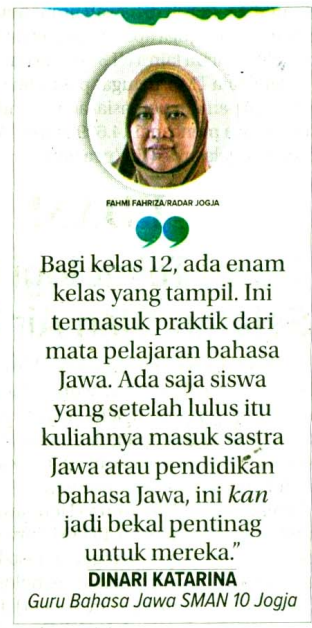 FAHMI FAHRIZA/RADAR JOGJA
Bagi kelas 12, ada enam
kelas yang tampil. Ini
termasuk praktik dari
mata pelajaran bahasa
Jawa. Ada saja siswa
yang setelah lulus itu
kuliahnya masuk sastra
Jawa atau pendidikan
bahasa Jawa, ini kan
jadi bekal pentinag
untuk mereka.”
DINARI KATARINA
Guru Bahasa Jawa SMAN 10 Jogja